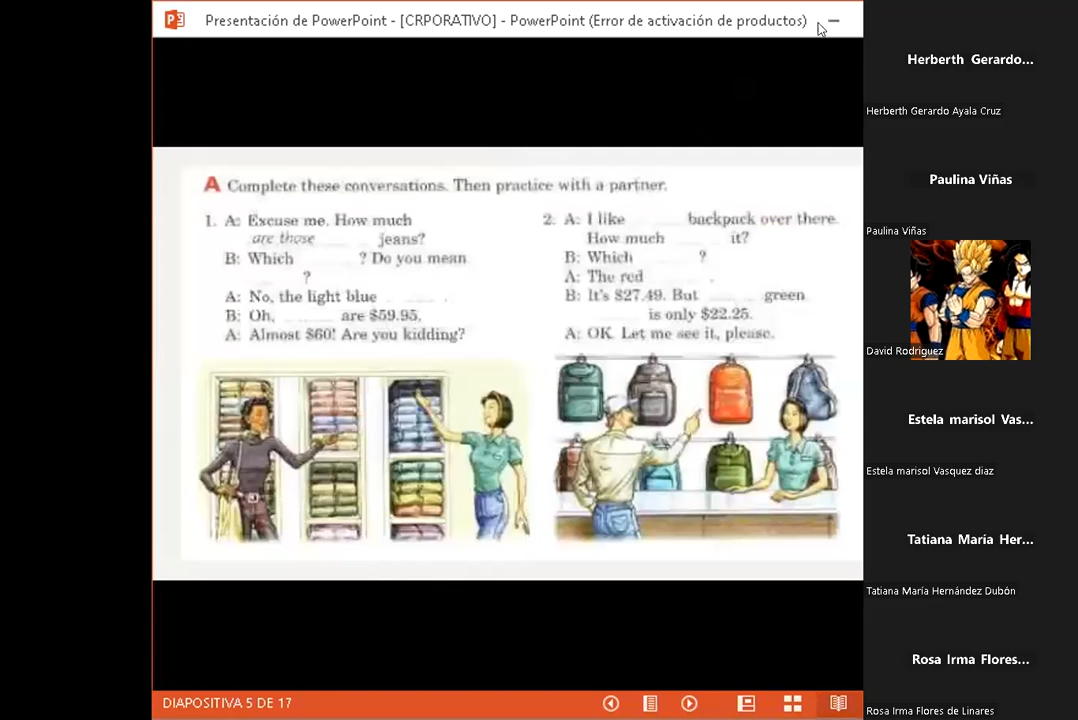 Presentación de PowerPoint - [CRPORATIVO] - PowerPoint (Error de activación de productos)
A Complete these conversations. Then practice with a partner.
1. A: Excuse me. How much
are those jeans?
B: Which ? Do you mean
?
A: No, the light blue .
B: Oh, are $59.95.
A: Almost $60! Are you kidding?
2. A: I like backpack over there.
How much it?
B: Which ?
A: The red .
B: It's $27.49. But green
is only $22.25.
A: OK. Let me see it, please.
DIAPOSITIVA 5 DE 17
Herberth Gerardo...
Herberth Gerardo Ayala Cruz
Paulina Viñas
Paulina Viñas
David Rodriguez
Estela marisol Vas...
Estela marisol Vasquez diaz
Tatiana María Her...
Tatiana María Hernández Dubón
Rosa Irma Flores...
Rosa Irma Flores de Linares